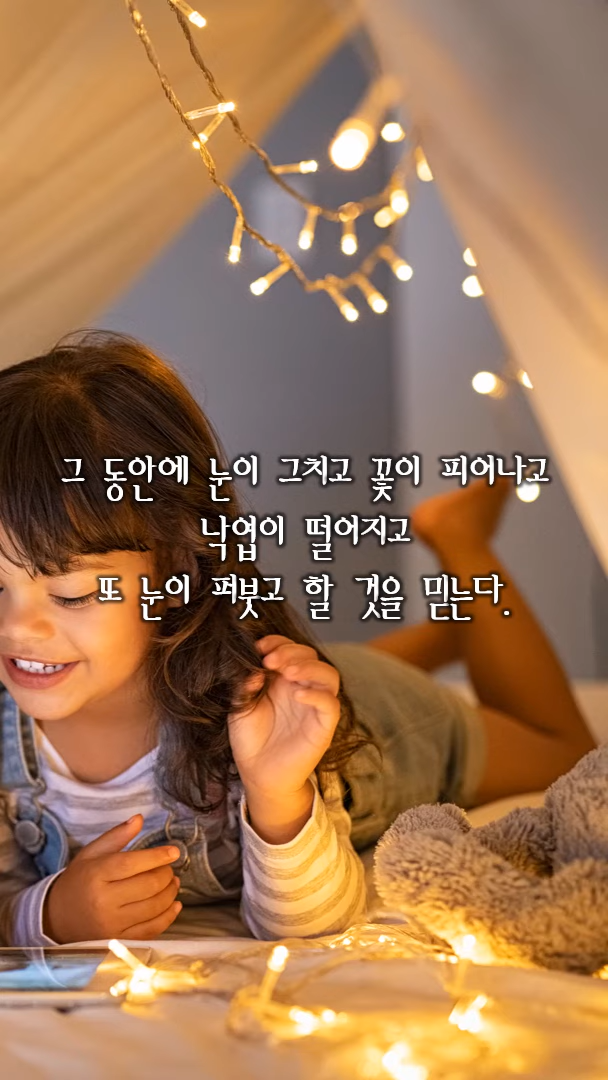 그 동안에 눈이 그치고 꽃이 피어나고
낙엽이 떨어지고
또 눈이 퍼붓고 할 것을 믿는다.